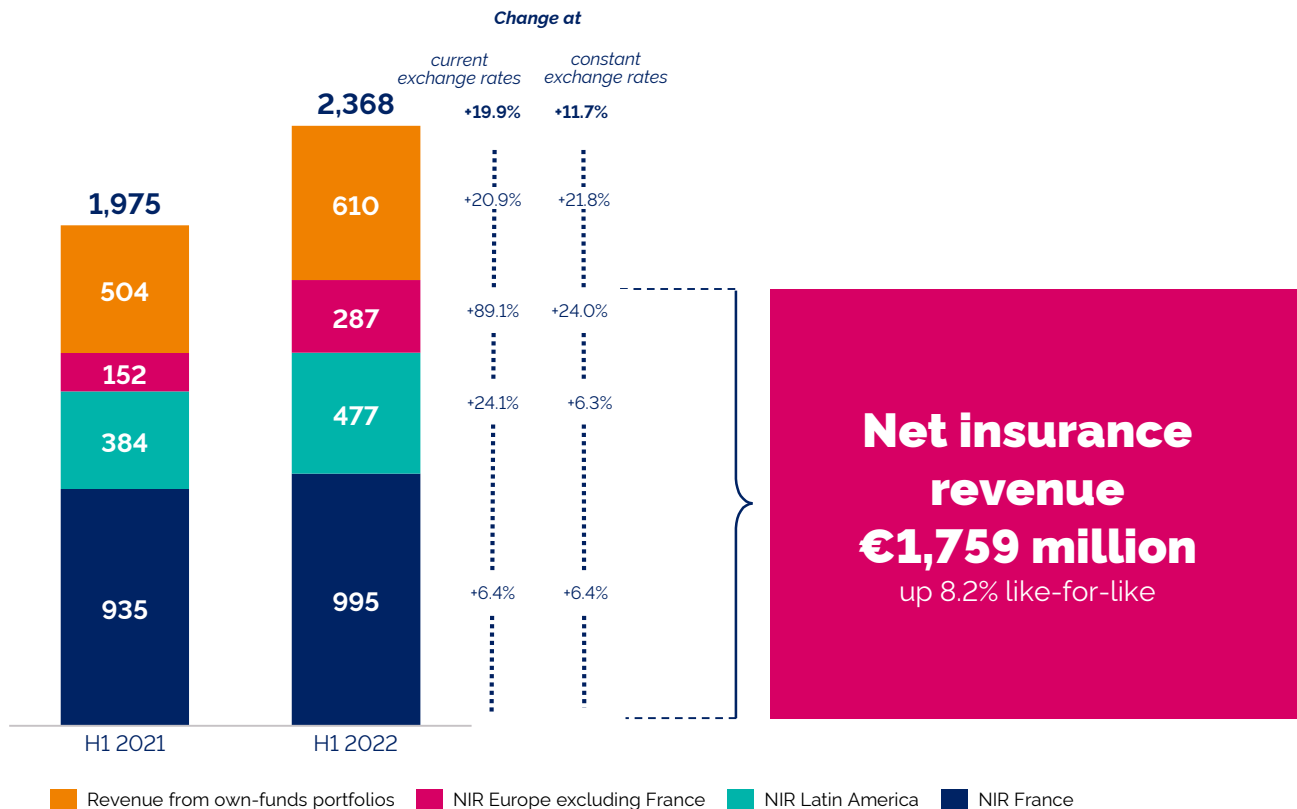 Change at
current
exchange rates
constant
exchange rates
+19.9%
+11.7%
2,368
1,975
610
+20.9%
+21.8%
504
287
+89.1%
+24.0%
152
384
477
+24.1%
+6.3%
935
995
+6.4%
+6.4%
Net insurance
revenue
€1,759 million
up 8.2% like-for-like
H1 2021
H1 2022
Revenue from own-funds portfolios
NIR Europe excluding France
NIR Latin America
NIR France